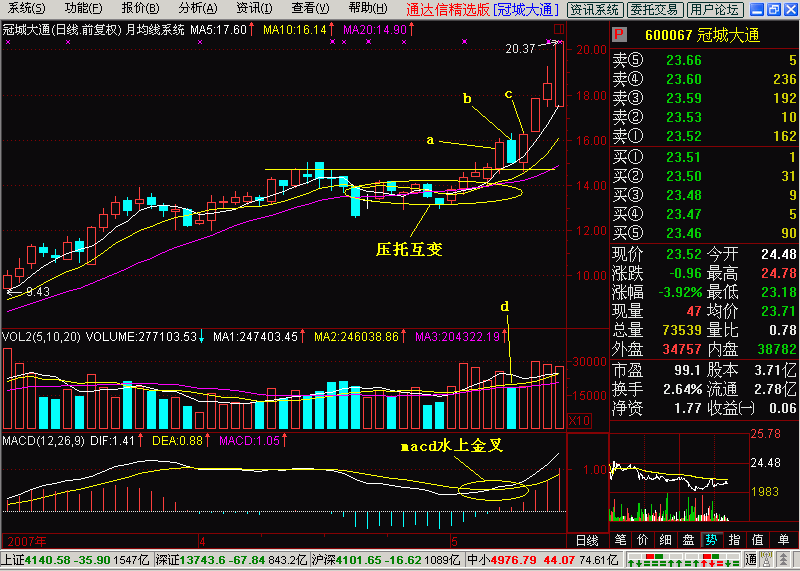 系统(S) 功能(F) 报价(B) 分析(A) 资讯(I) 查看(V) 帮助(H) 通达信精选版 [冠城大通] 资讯系统 委托交易 用户论坛
冠城大通(日线.前复权) 月均线系统 MA5:17.60↑ MA10:16.14↑ MA20:14.90↑
20.37
20.00
18.00
16.00
14.00
12.00
10.00
a
b
c
压托互变
9.43
d
VOL2(5,10,20) VOLUME:277103.53↓ MA1:247403.45↑ MA2:246038.86↑ MA3:204322.19↑
30000
15000
X10
MACD(12,26,9) DIF:1.41↑ DEA:0.88↑ MACD:1.05↑
macd水上金叉
1.00
2007年 4 5 日线
P 600067 冠城大通
卖⑤ 23.66 5
卖④ 23.60 236
卖③ 23.59 192
卖② 23.53 10
卖① 23.52 162
买① 23.51 1
买② 23.50 31
买③ 23.48 9
买④ 23.47 5
买⑤ 23.46 90
现价 23.52 今开 24.48
涨跌 -0.96 最高 24.78
涨幅 -3.92% 最低 23.18
现量 47 均价 23.71
总量 73539 量比 0.78
外盘 34757 内盘 38782
市盈 99.1 股本 3.71亿
换手 2.64% 流通 2.78亿
净资 1.77 收益㈠ 0.06
25.78
24.48
1983
笔 价 细 盘 势 指 值 单
上证4140.58 -35.90 1547亿 深证13743.6 -67.84 843.2亿 沪深4101.65 -16.62 1089亿 中小4976.79 44.07 74.61亿 通